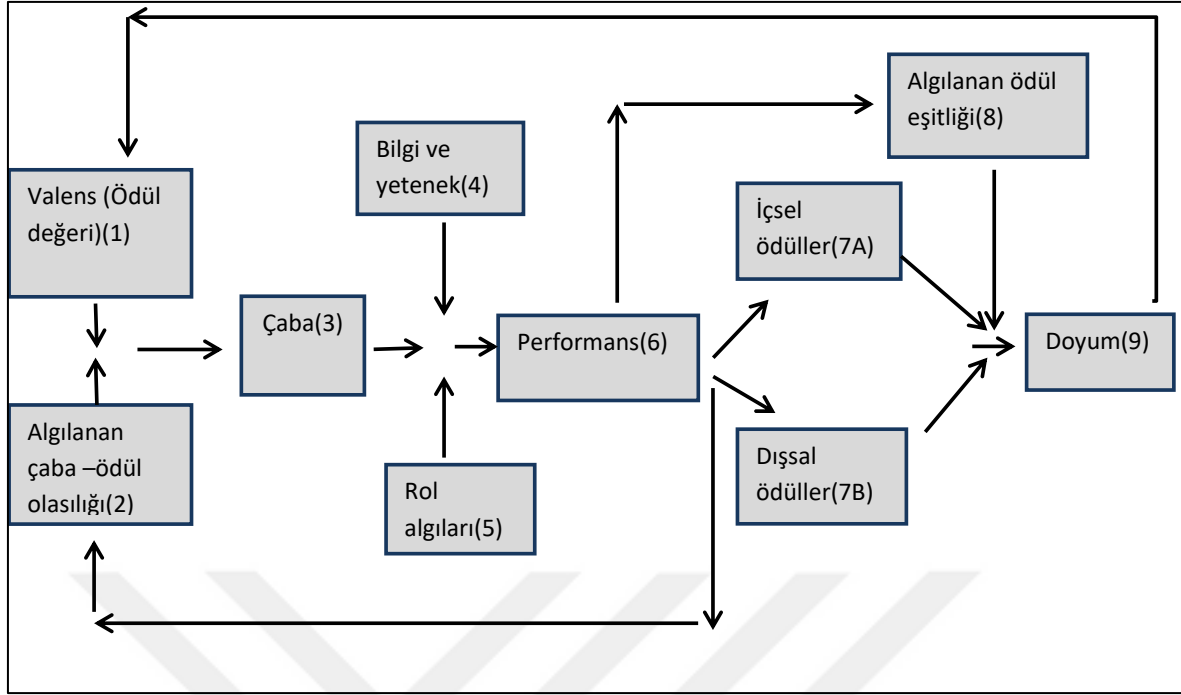 Valens (Ödül
değeri)(1)
Algılanan
çaba –ödül
olasılığı(2)
Çaba(3)
Bilgi ve
yetenek(4)
Rol
algıları(5)
Performans(6)
İçsel
ödüller(7A)
Dışsal
ödüller(7B)
Algılanan ödül
eşitliği(8)
Doyum(9)